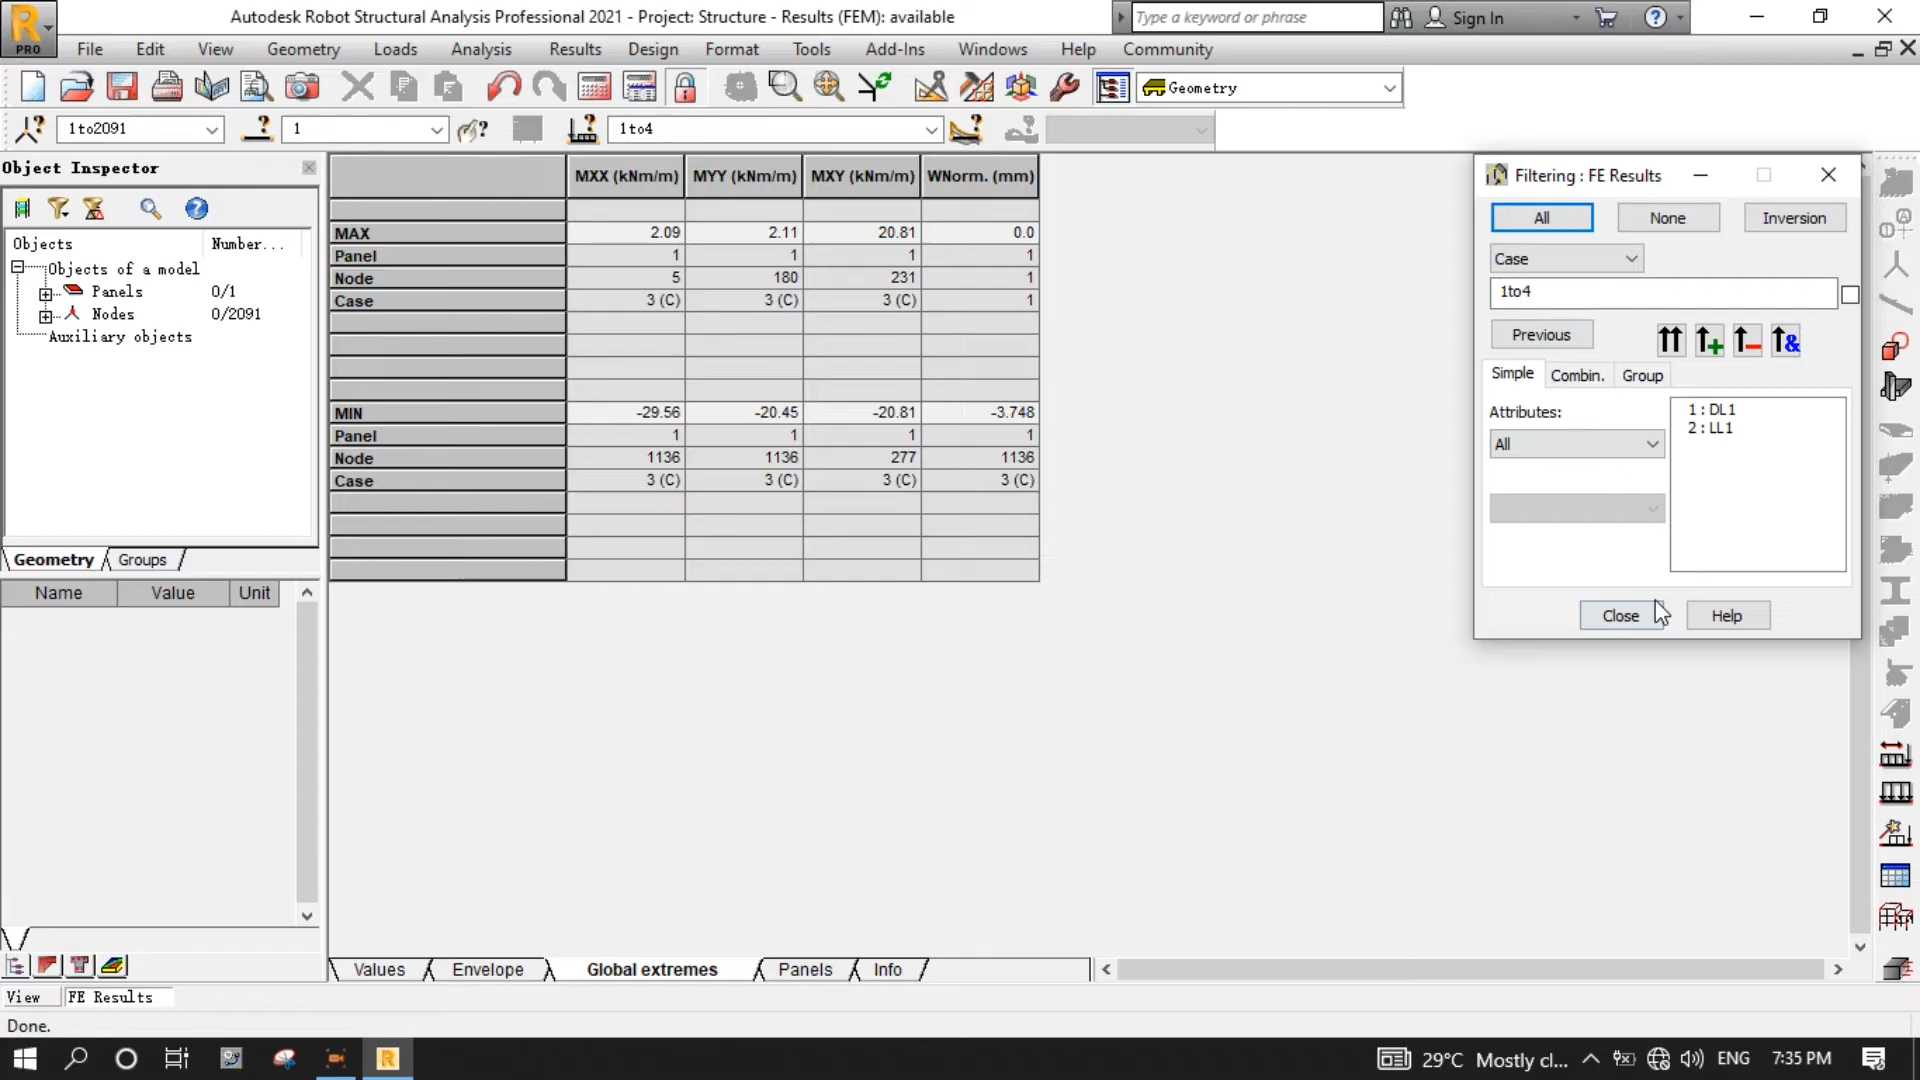 Autodesk Robot Structural Analysis Professional 2021 - Project: Structure - Results (FEM): available
Type a keyword or phrase
Sign In
PRO
File Edit View Geometry Loads Results Design Format Tools Add-Ins Windows Help Community
Geometry
1to2091 1 1to4
Object Inspector
Objects Number...
Objects of a model
Panels 0/1
Nodes 0/2091
Auxiliary objects
Geometry Groups
Name Value Unit
MXX (kNm/m) MYY (kNm/m) MXY (kNm/m) WNorm. (mm)
MAX 2.09 2.11 20.81 0.0
Panel 1 1 1 1
Node 5 180 231 1
Case 3 (C) 3 (C) 3 (C) 1
MIN -29.56 -20.45 -20.81 -3.748
Panel 1 1 1 1
Node 1136 1136 277 1136
Case 3 (C) 3 (C) 3 (C) 3 (C)
Filtering : FE Results
All None Inversion
Case
1to4
Previous
Simple Combin. Group
Attributes:
All
1 : DL1
2 : LL1
Close Help
Values Envelope Global extremes Panels Info
View FE Results
Done.
29°C Mostly cl... ENG 7:35 PM